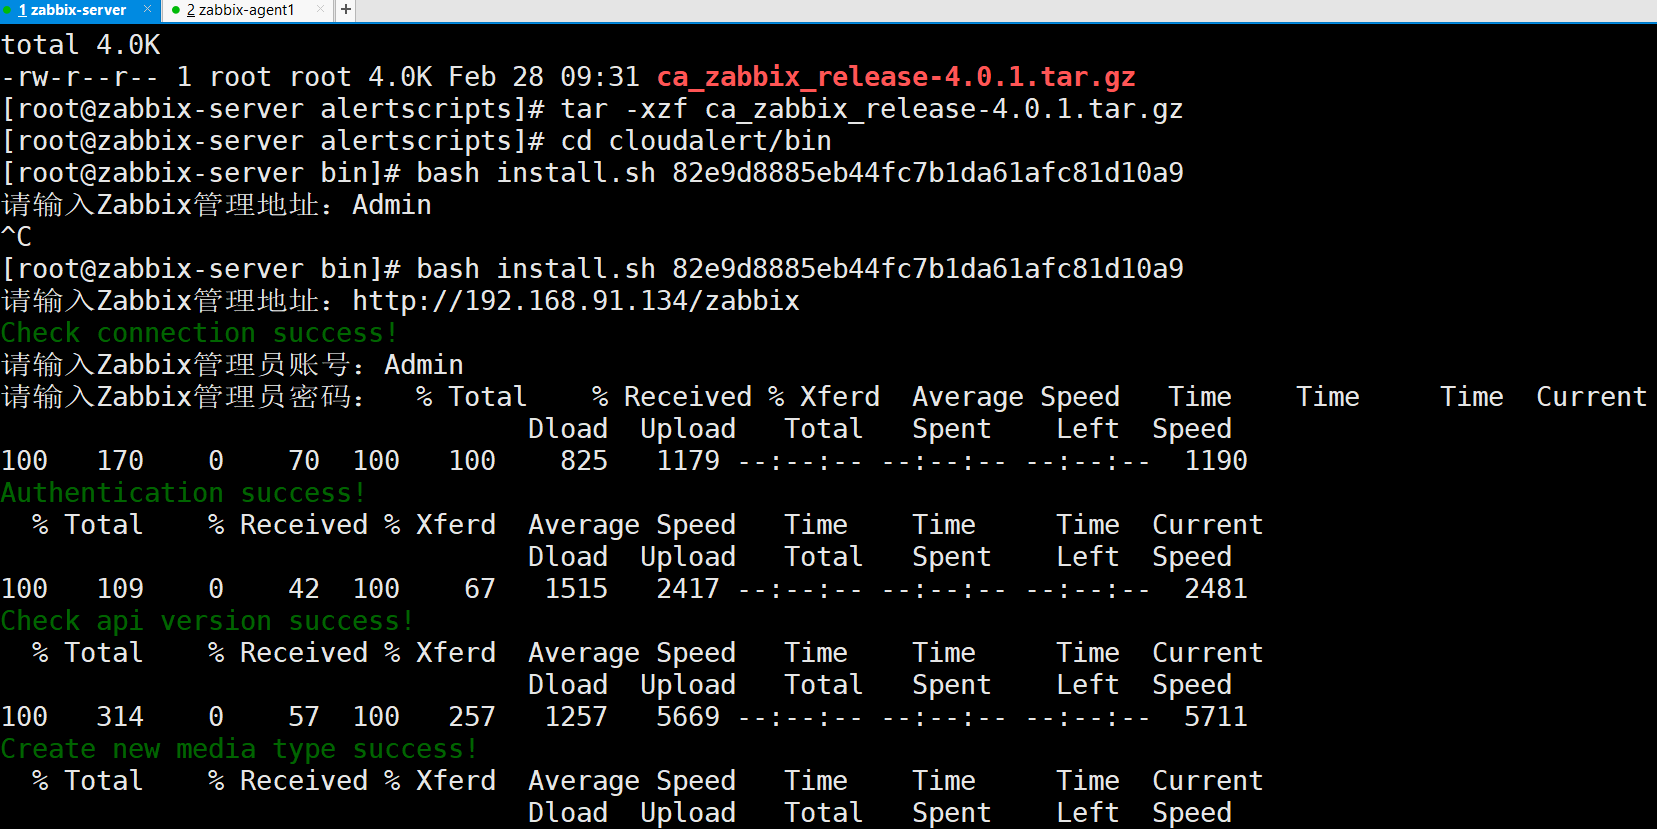 1 zabbix-server × 2 zabbix-agent1 × +
total 4.0K
-rw-r--r-- 1 root root 4.0K Feb 28 09:31 ca_zabbix_release-4.0.1.tar.gz
[root@zabbix-server alertscripts]# tar -xzf ca_zabbix_release-4.0.1.tar.gz
[root@zabbix-server alertscripts]# cd cloudalert/bin
[root@zabbix-server bin]# bash install.sh 82e9d8885eb44fc7b1da61afc81d10a9
请输入Zabbix管理地址：Admin
^C
[root@zabbix-server bin]# bash install.sh 82e9d8885eb44fc7b1da61afc81d10a9
请输入Zabbix管理地址：http://192.168.91.134/zabbix
Check connection success!
请输入Zabbix管理员账号：Admin
请输入Zabbix管理员密码：  % Total    % Received % Xferd  Average Speed   Time    Time     Time  Current
                                 Dload  Upload   Total   Spent    Left  Speed
100   170    0    70  100   100    825   1179 --:--:-- --:--:-- --:--:--  1190
Authentication success!
  % Total    % Received % Xferd  Average Speed   Time    Time     Time  Current
                                 Dload  Upload   Total   Spent    Left  Speed
100   109    0    42  100    67   1515   2417 --:--:-- --:--:-- --:--:--  2481
Check api version success!
  % Total    % Received % Xferd  Average Speed   Time    Time     Time  Current
                                 Dload  Upload   Total   Spent    Left  Speed
100   314    0    57  100   257   1257   5669 --:--:-- --:--:-- --:--:--  5711
Create new media type success!
  % Total    % Received % Xferd  Average Speed   Time    Time     Time  Current
                                 Dload  Upload   Total   Spent    Left  Speed